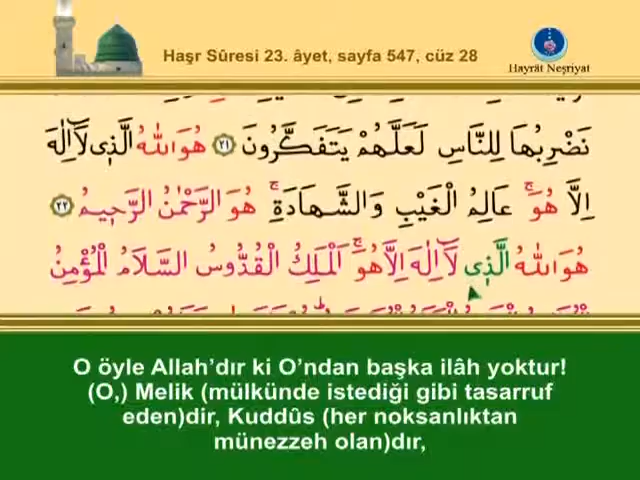 Haşr Sûresi 23. âyet, sayfa 547, cüz 28
Hayrât Neşriyat
نَضْرِبُهَا لِلنَّاسِ لَعَلَّهُمْ يَتَفَكَّرُونَ ﴿٢١﴾ هُوَ اللّٰهُ الَّذ۪ى لَٓا اِلٰهَ
اِلَّا هُوَۚ عَالِمُ الْغَيْبِ وَالشَّهَادَةِۚ هُوَ الرَّحْمٰنُ الرَّح۪يمُ ﴿٢٢﴾
هُوَ اللّٰهُ الَّذ۪ى لَٓا اِلٰهَ اِلَّا هُوَۚ اَلْمَلِكُ الْقُدُّوسُ السَّلَامُ الْمُؤْمِنُ
O öyle Allah’dır ki O’ndan başka ilâh yoktur!
(O,) Melik (mülkünde istediği gibi tasarruf
eden)dir, Kuddûs (her noksanlıktan
münezzeh olan)dır,